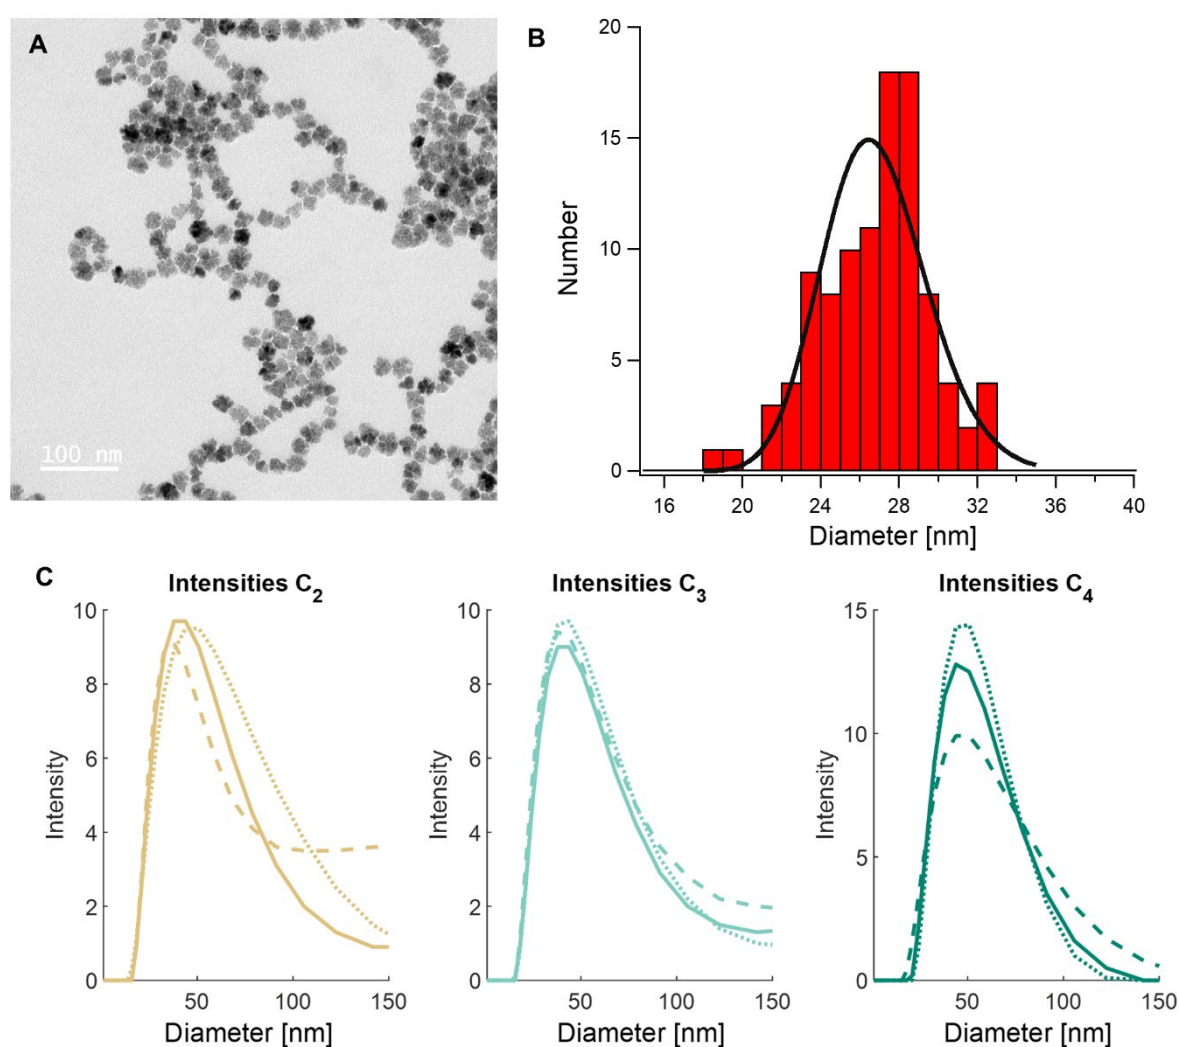 A
100 nm
B
20
15
10
5
0
Number
16 20 24 28 32 36 40
Diameter [nm]
C
Intensities C2
10
8
6
4
2
0
Intensity
50 100 150
Diameter [nm]
Intensities C3
10
8
6
4
2
0
Intensity
50 100 150
Diameter [nm]
Intensities C4
15
10
5
0
Intensity
50 100 150
Diameter [nm]